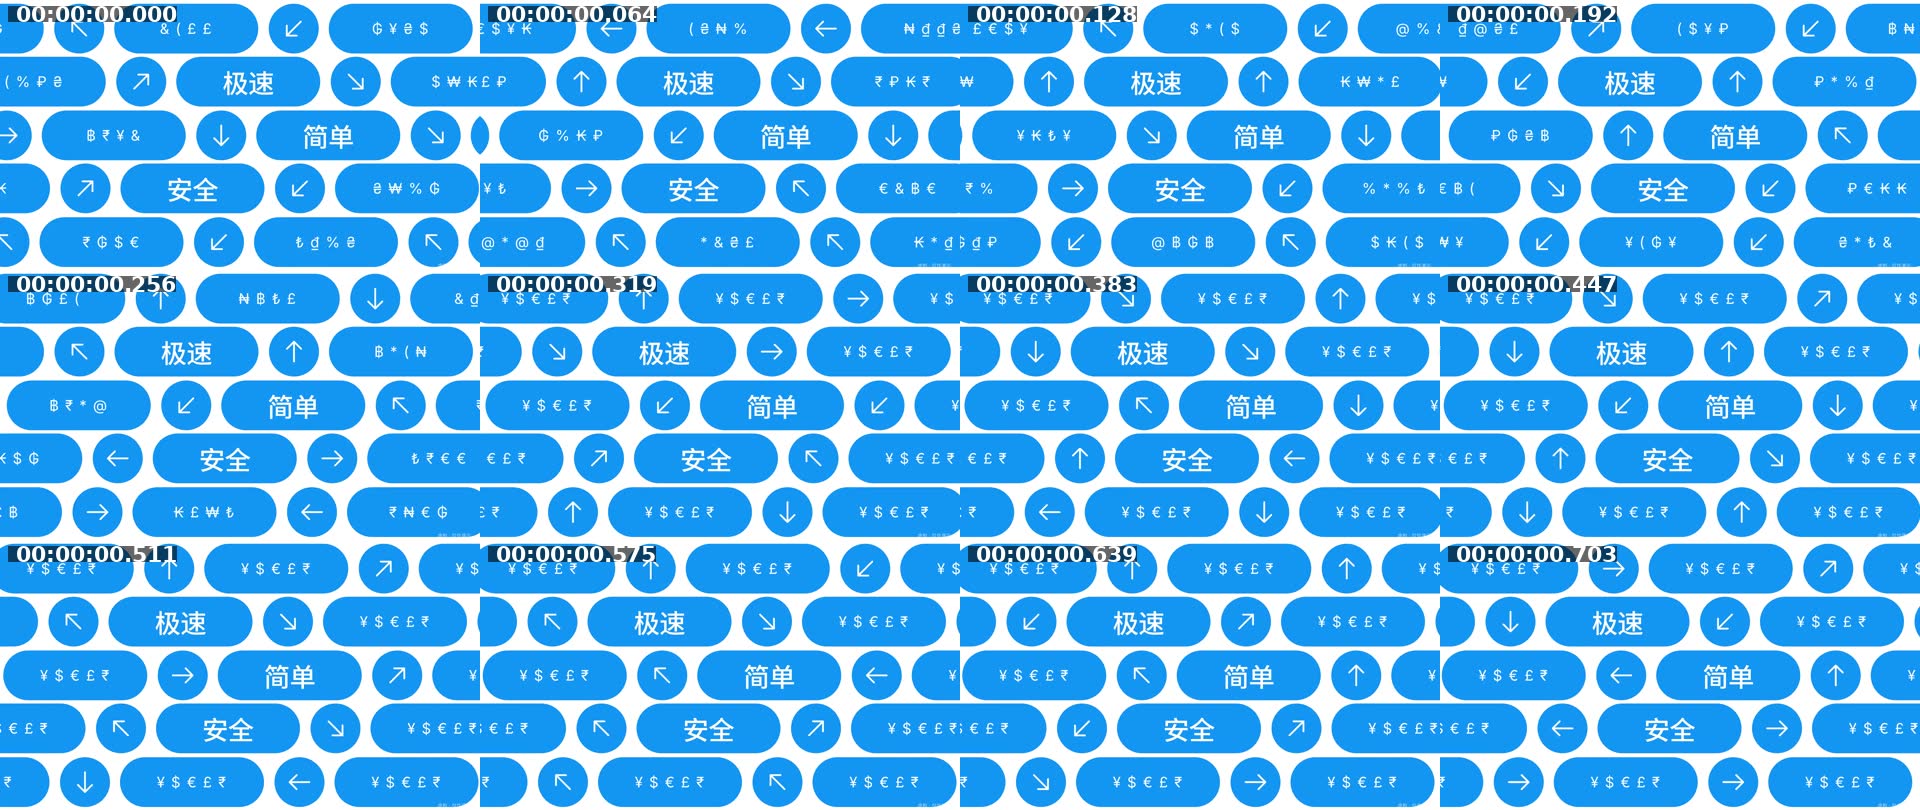 00:00:00.000 00:00:00.064 00:00:00.128 00:00:00.192
& ( £ £ ₲ ¥ ₴ $ $ ¥ ₭ ( ₴ ₦ % ₦ ₫ ₫ ₴ £ € $ ¥ $ * ( $ @ % ₫ @ ₴ £ ( $ ¥ ₽ ฿ ₦
( % ₽ ₴ 极速 $ ₩ ₭ £ ₽ 极速 ₹ ₽ ₭ ₹ ₩ 极速 ₭ ₩ * £ 极速 ₽ * % ₫
฿ ₹ ¥ & 简单 ₲ % ₭ ₽ 简单 ¥ ₭ ₺ ¥ 简单 ₽ ₲ ₴ ฿ 简单
安全 ₴ ₩ % ₲ ¥ ₺ 安全 € & ฿ € ₹ % 安全 % * % ₺ £ ฿ ( 安全 ₽ € ₭ ₭
₹ ₲ $ € ₺ ₫ % ₴ @ * @ ₫ * & ₴ £ ₭ * ₫ ₫ ₽ @ ฿ ₲ ฿ $ ₭ ( $ ₩ ¥ ¥ ( ₲ ¥ ₴ * ₺ &
00:00:00.256 00:00:00.319 00:00:00.383 00:00:00.447
฿ ₲ £ ( ₦ ฿ ₺ £ & ₫ ¥ $ € £ ₹ ¥ $ € £ ₹ ¥ $ ¥ $ € £ ₹ ¥ $ € £ ₹ ¥ $ ¥ $ € £ ₹ ¥ $ € £ ₹ ¥ $
极速 ฿ * ( ₦ 极速 ¥ $ € £ ₹ 极速 ¥ $ € £ ₹ 极速 ¥ $ € £ ₹
฿ ₹ * @ 简单 ¥ $ € £ ₹ 简单 ¥ ¥ $ € £ ₹ 简单 ¥ ¥ $ € £ ₹ 简单 ¥
₭ $ ₲ 安全 ₺ ₹ € € € £ ₹ 安全 ¥ $ € £ ₹ € £ ₹ 安全 ¥ $ € £ ₹ € £ ₹ 安全 ¥ $ € £ ₹
฿ ₭ £ ₩ ₺ ₹ ₦ € ₲ £ ₹ ¥ $ € £ ₹ ¥ $ € £ ₹ ₹ ¥ $ € £ ₹ ¥ $ € £ ₹ ₹ ¥ $ € £ ₹ ¥ $ € £ ₹
00:00:00.511 00:00:00.575 00:00:00.639 00:00:00.703
¥ $ € £ ₹ ¥ $ € £ ₹ ¥ $ ¥ $ € £ ₹ ¥ $ € £ ₹ ¥ $ ¥ $ € £ ₹ ¥ $ € £ ₹ ¥ $ ¥ $ € £ ₹ ¥ $ € £ ₹ ¥ $
极速 ¥ $ € £ ₹ 极速 ¥ $ € £ ₹ 极速 ¥ $ € £ ₹ 极速 ¥ $ € £ ₹
¥ $ € £ ₹ 简单 ¥ ¥ $ € £ ₹ 简单 ¥ ¥ $ € £ ₹ 简单 ¥ ¥ $ € £ ₹ 简单 ¥
€ £ ₹ 安全 ¥ $ € £ ₹ € £ ₹ 安全 ¥ $ € £ ₹ € £ ₹ 安全 ¥ $ € £ ₹ € £ ₹ 安全 ¥ $ € £ ₹
₹ ¥ $ € £ ₹ ¥ $ € £ ₹ ₹ ¥ $ € £ ₹ ¥ $ € £ ₹ ₹ ¥ $ € £ ₹ ¥ $ € £ ₹ ₹ ¥ $ € £ ₹ ¥ $ € £ ₹